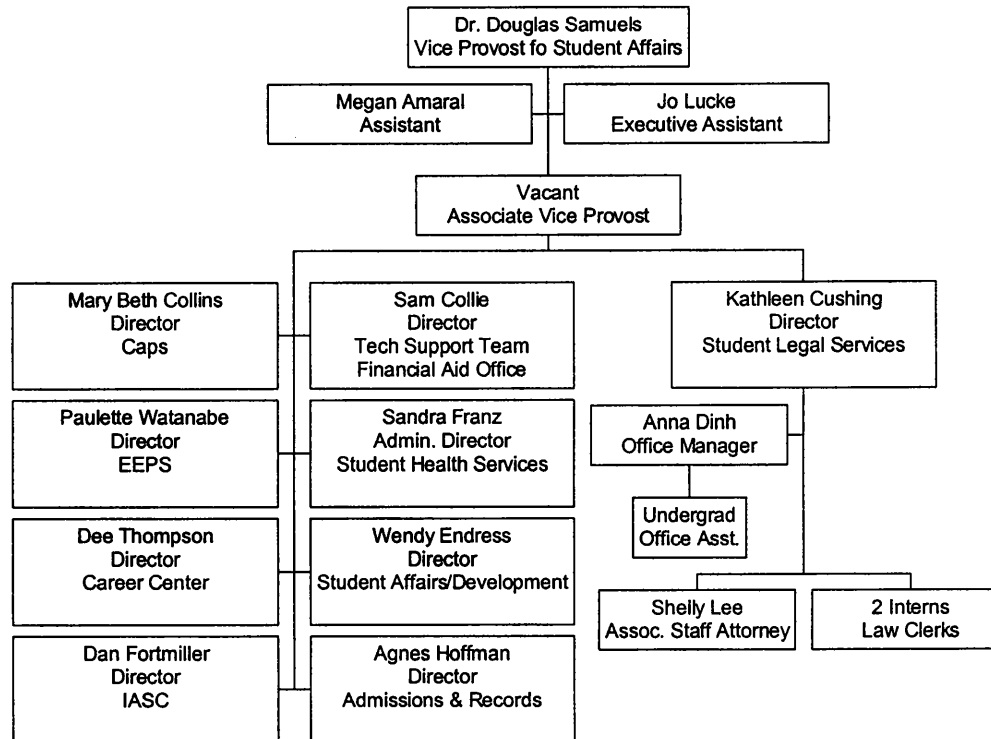 Dr. Douglas Samuels
Vice Provost fo Student Affairs
Megan Amaral
Assistant
Jo Lucke
Executive Assistant
Vacant
Associate Vice Provost
Mary Beth Collins
Director
Caps
Sam Collie
Director
Tech Support Team
Financial Aid Office
Kathleen Cushing
Director
Student Legal Services
Paulette Watanabe
Director
EEPS
Sandra Franz
Admin. Director
Student Health Services
Anna Dinh
Office Manager
Undergrad
Office Asst.
Dee Thompson
Director
Career Center
Wendy Endress
Director
Student Affairs/Development
Shelly Lee
Assoc. Staff Attorney
2 Interns
Law Clerks
Dan Fortmiller
Director
IASC
Agnes Hoffman
Director
Admissions & Records